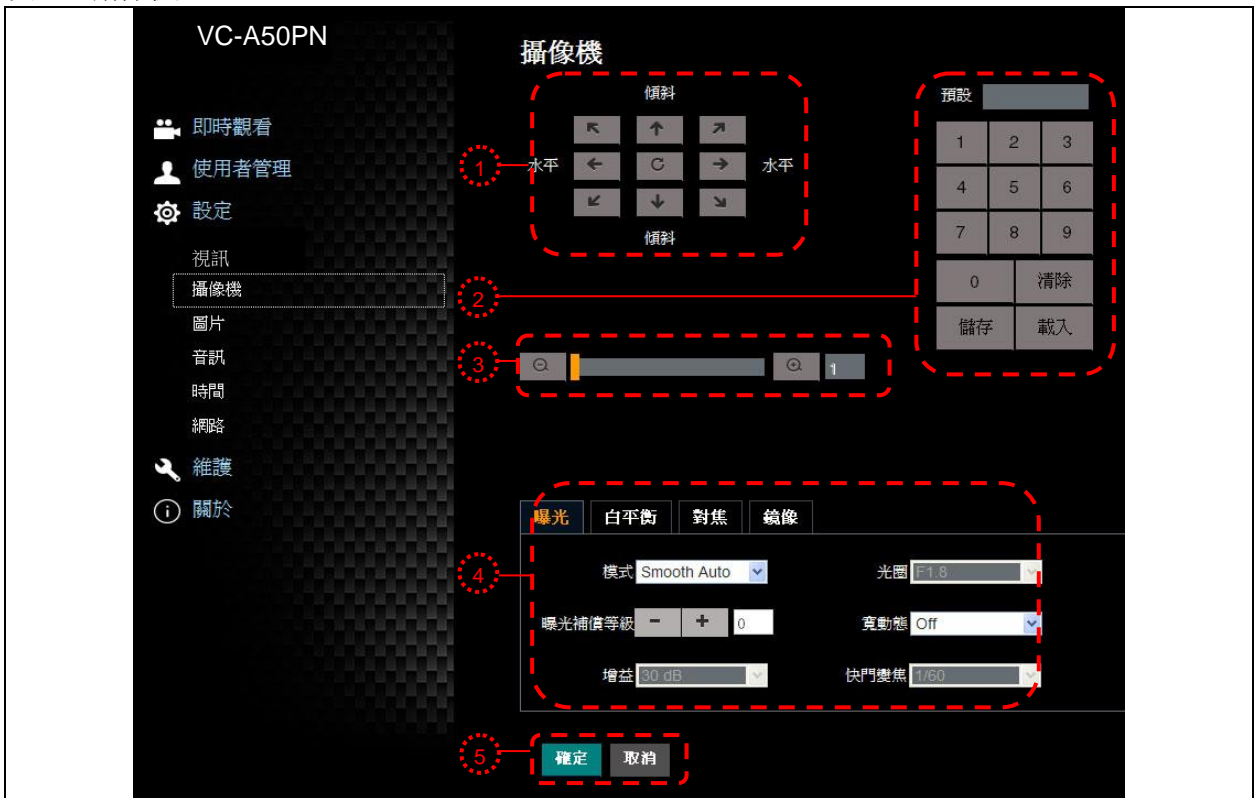 VC-A50PN
即時觀看
使用者管理
設定
視訊
攝像機
圖片
音訊
時間
網路
維護
關於
攝像機
傾斜
1 水平 水平
傾斜
預設
1 2 3
4 5 6
7 8 9
0 清除
儲存 載入
2
3 1
曝光 白平衡 對焦 鏡像
4
模式 Smooth Auto 光圈 F1.8
曝光補償等級 - + 0 寬動態 Off
增益 30 dB 快門變焦 1/60
5 確定 取消